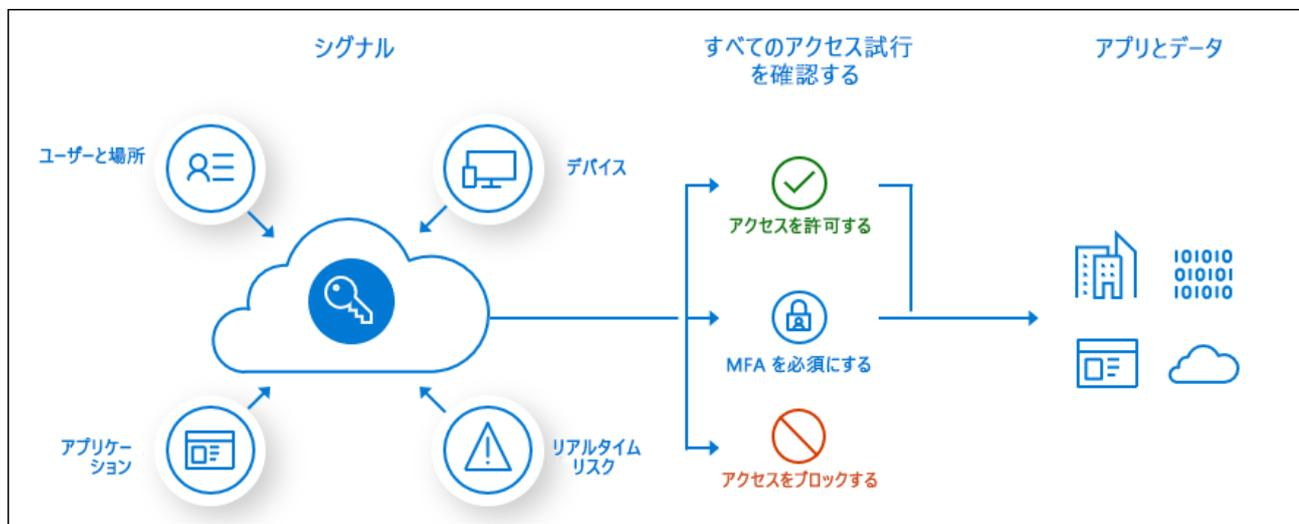 シグナル
すべてのアクセス試行
を確認する
アプリとデータ
ユーザーと場所
デバイス
アクセスを許可する
101010
010101
101010
MFA を必須にする
アプリケー
ション
リアルタイム
リスク
アクセスをブロックする